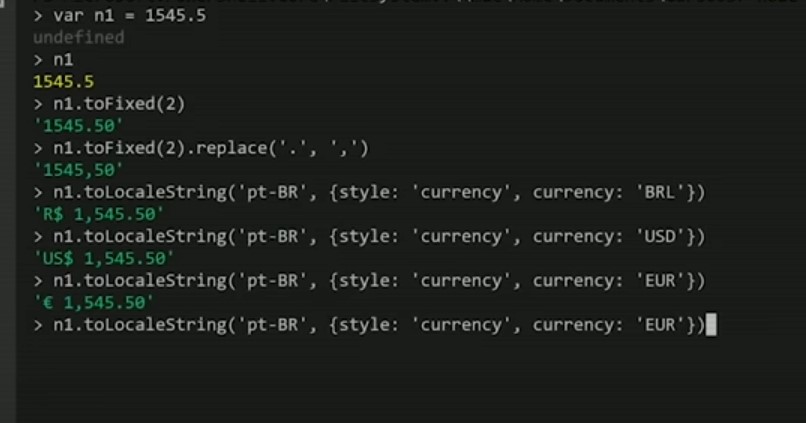 > var n1 = 1545.5
undefined
> n1
1545.5
> n1.toFixed(2)
'1545.50'
> n1.toFixed(2).replace('.', ',')
'1545,50'
> n1.toLocaleString('pt-BR', {style: 'currency', currency: 'BRL'})
'R$ 1,545.50'
> n1.toLocaleString('pt-BR', {style: 'currency', currency: 'USD'})
'US$ 1,545.50'
> n1.toLocaleString('pt-BR', {style: 'currency', currency: 'EUR'})
'€ 1,545.50'
> n1.toLocaleString('pt-BR', {style: 'currency', currency: 'EUR'})